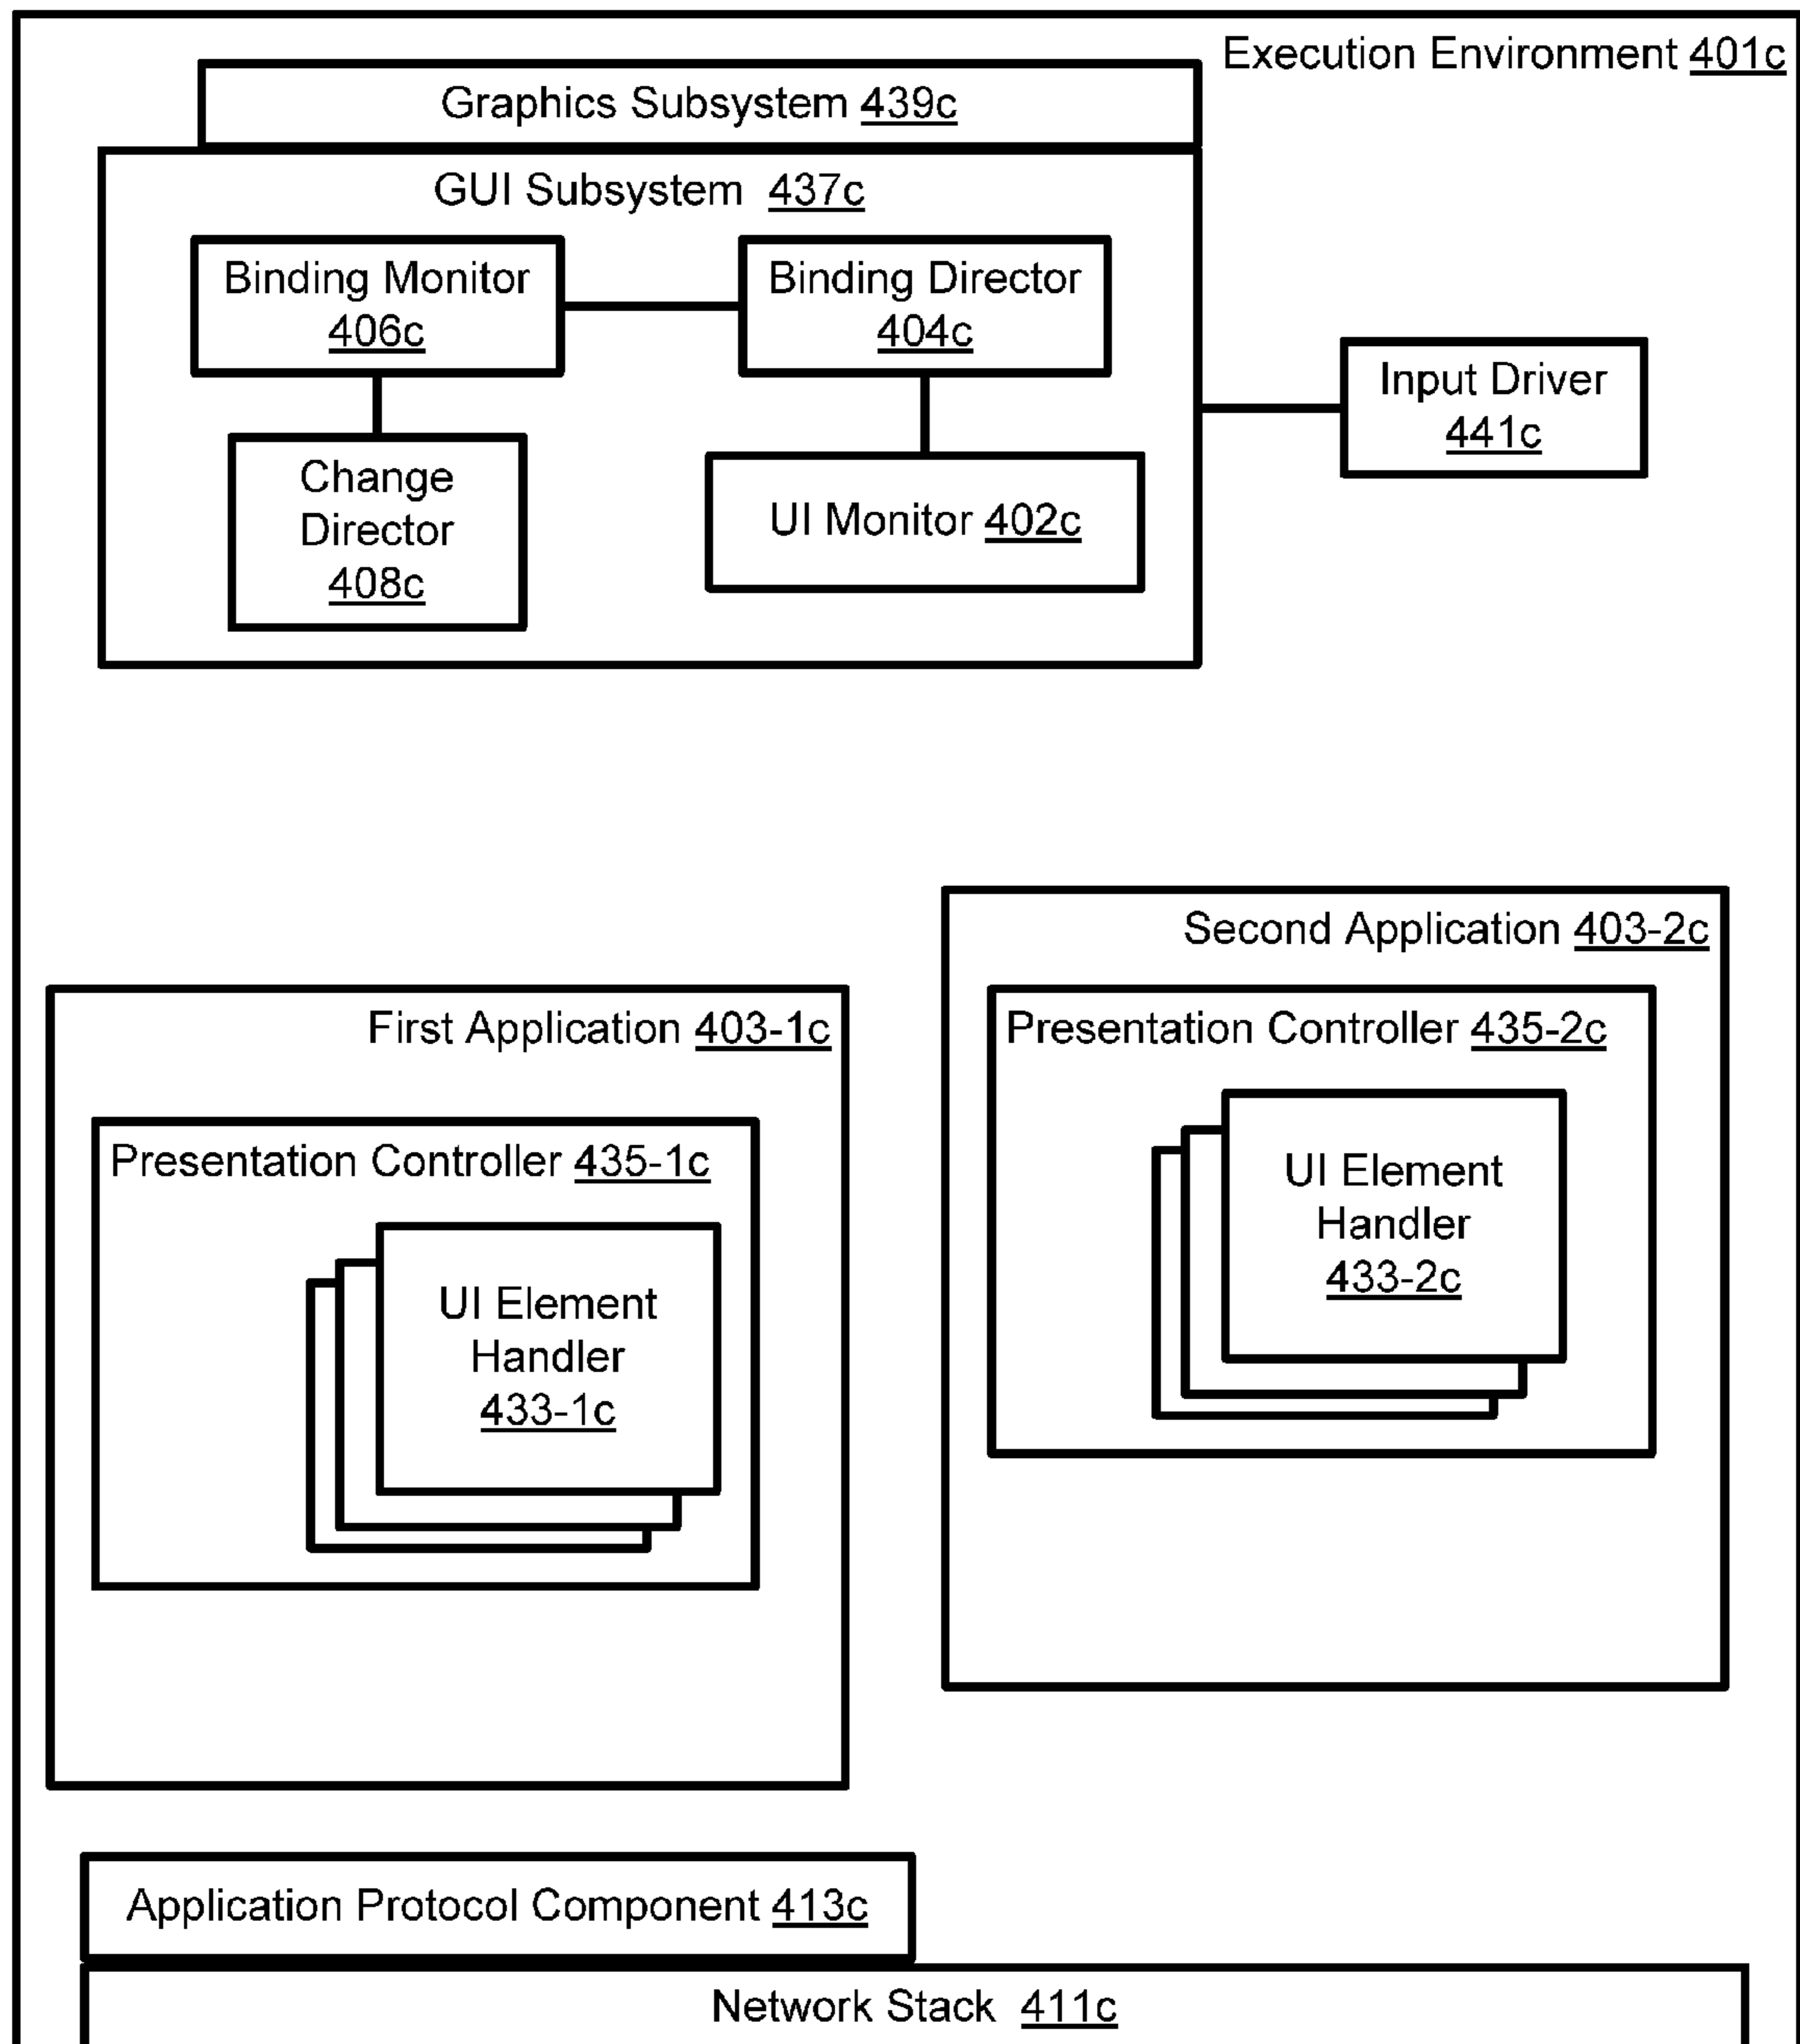 Execution Environment 401c
Graphics Subsystem 439c
GUI Subsystem 437c
Binding Monitor
406c
Binding Director
404c
Input Driver
441c
Change
Director
408c
UI Monitor 402c
Second Application 403-2c
First Application 403-1c
Presentation Controller 435-2c
UI Element
Handler
433-2c
Presentation Controller 435-1c
UI Element
Handler
433-1c
Application Protocol Component 413c
Network Stack 411c